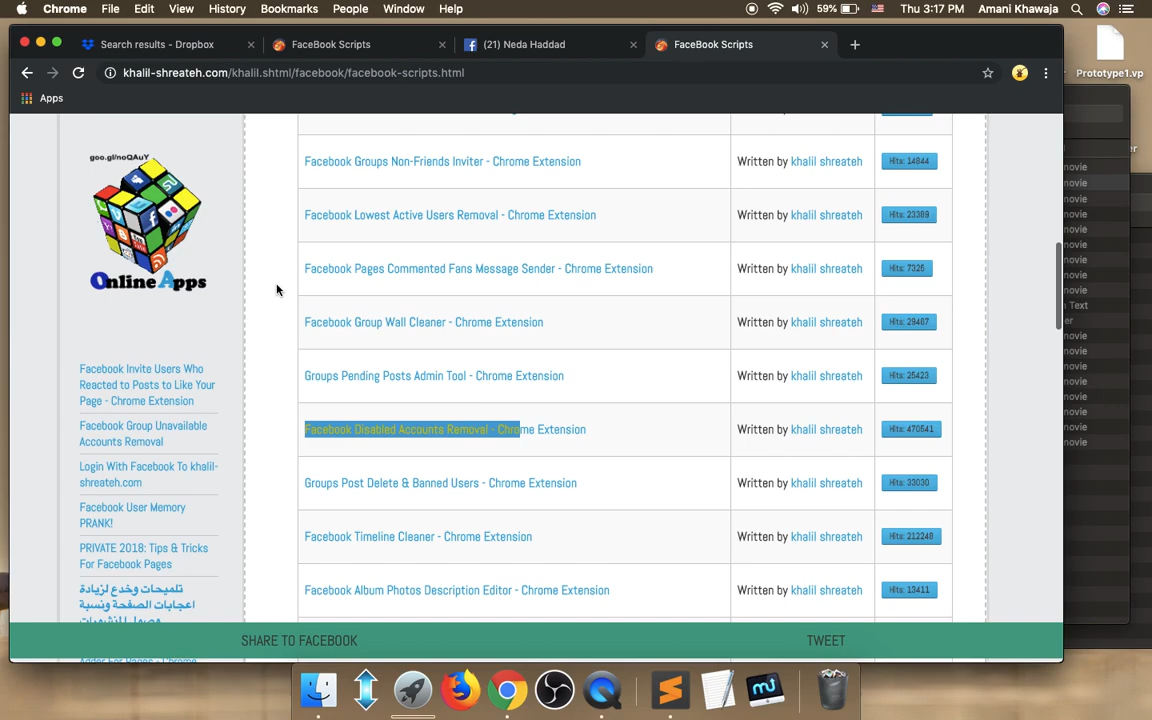 Chrome File Edit View History Bookmarks People Window Help 59% Thu 3:17 PM Amani Khawaja
Search results - Dropbox FaceBook Scripts (21) Neda Haddad FaceBook Scripts
khalil-shreateh.com/khalil.shtml/facebook/facebook-scripts.html
Prototype1.vp
Apps
goo.gl/noQAuY
OnlineApps
Facebook Invite Users Who
Reacted to Posts to Like Your
Page - Chrome Extension
Facebook Group Unavailable
Accounts Removal
Login With Facebook To khalil-
shreateh.com
Facebook User Memory
PRANK!
PRIVATE 2018: Tips & Tricks
For Facebook Pages
تلميحات وخدع لزيادة
اعجابات الصفحة ونسبة
وصول المنشورات
Adder For Pages - Chrome
Facebook Groups Non-Friends Inviter - Chrome Extension Written by khalil shreateh Hits: 14844
Facebook Lowest Active Users Removal - Chrome Extension Written by khalil shreateh Hits: 23389
Facebook Pages Commented Fans Message Sender - Chrome Extension Written by khalil shreateh Hits: 7325
Facebook Group Wall Cleaner - Chrome Extension Written by khalil shreateh Hits: 29467
Groups Pending Posts Admin Tool - Chrome Extension Written by khalil shreateh Hits: 25423
Facebook Disabled Accounts Removal - Chrome Extension Written by khalil shreateh Hits: 470641
Groups Post Delete & Banned Users - Chrome Extension Written by khalil shreateh Hits: 33030
Facebook Timeline Cleaner - Chrome Extension Written by khalil shreateh Hits: 212248
Facebook Album Photos Description Editor - Chrome Extension Written by khalil shreateh Hits: 13411
SHARE TO FACEBOOK TWEET
movie
movie
movie
movie
movie
movie
movie
movie
movie
Text
movie
movie
movie
movie
movie
movie
movie